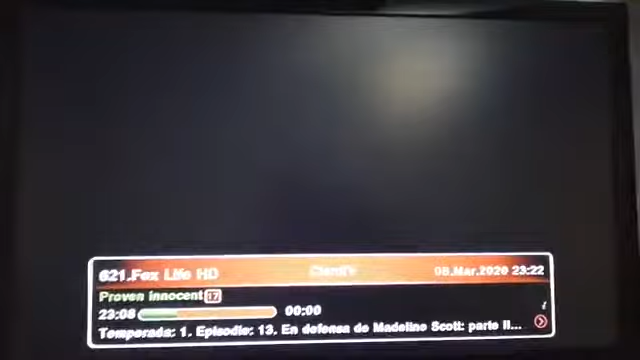 621.Fox Life HD ClaroTV 08.Mar.2020 23:22
Proven Innocent 17
23:08 00:00
Temporada: 1. Episodio: 13. En defensa de Madeline Scott: parte II...